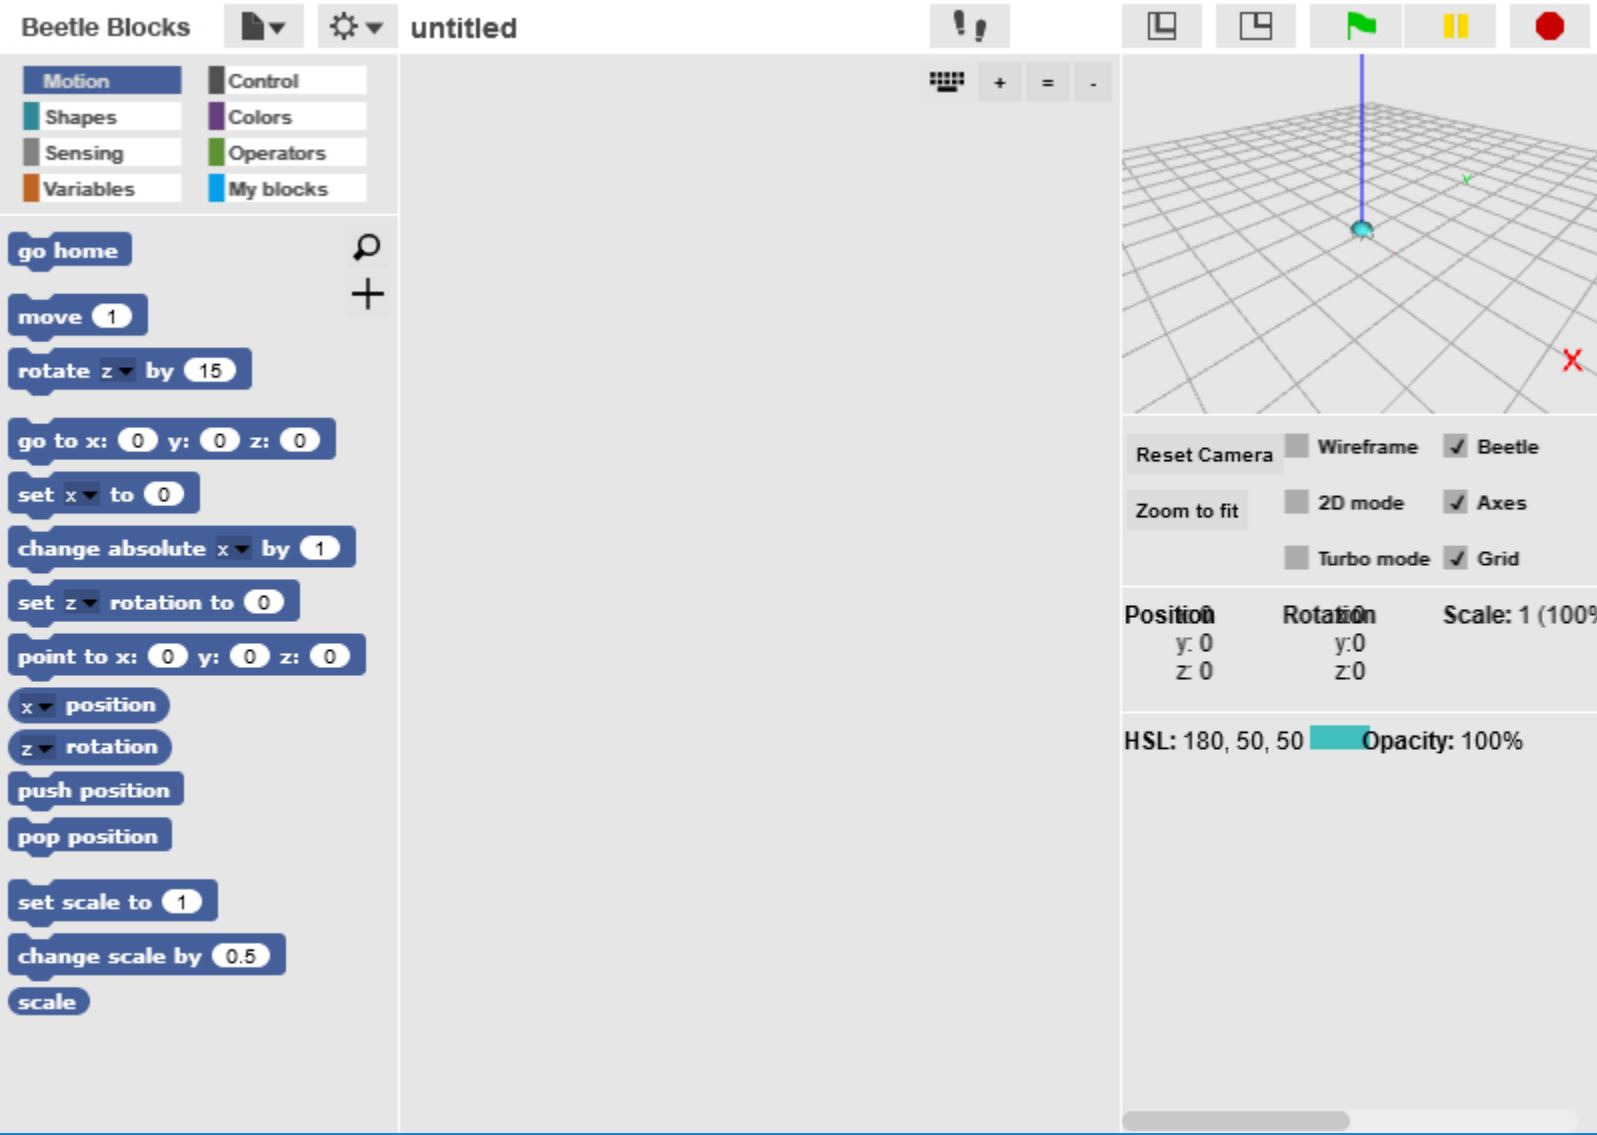 Beetle Blocks
untitled
Motion
Control
Shapes
Colors
Sensing
Operators
Variables
My blocks
+ = -
go home
move 1
rotate z by 15
go to x: 0 y: 0 z: 0
set x to 0
change absolute x by 1
set z rotation to 0
point to x: 0 y: 0 z: 0
x position
z rotation
push position
pop position
set scale to 1
change scale by 0.5
scale
Y
X
Reset Camera
Wireframe
Beetle
Zoom to fit
2D mode
Axes
Turbo mode
Grid
Position
y: 0
z: 0
Rotation
y:0
z:0
Scale: 1 (100%
HSL: 180, 50, 50
Opacity: 100%